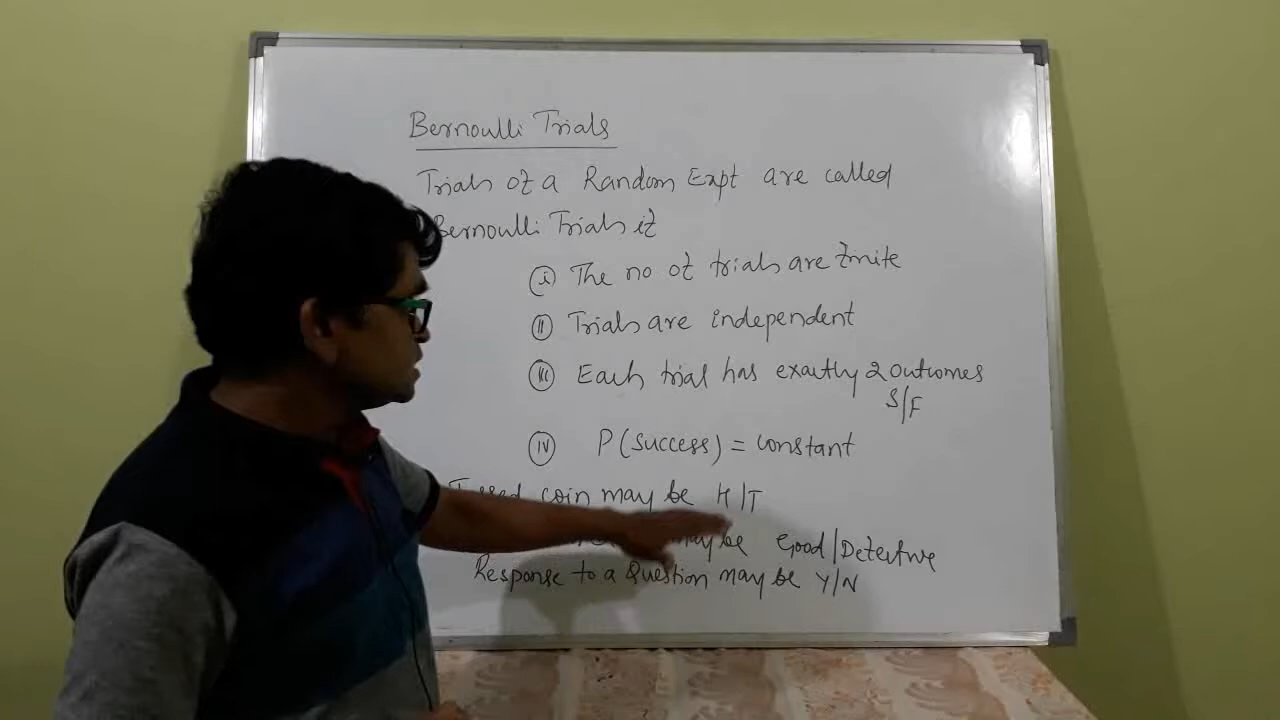 Bernoulli Trials
Trials of a Random Expt are called
Bernoulli Trials if
(i) The no of trials are finite
(II) Trials are independent
(III) Each trial has exactly 2 outcomes
S/F
(IV) P(success) = constant
coin may be H/T
may be Good/Defective
Response to a Question may be Y/N